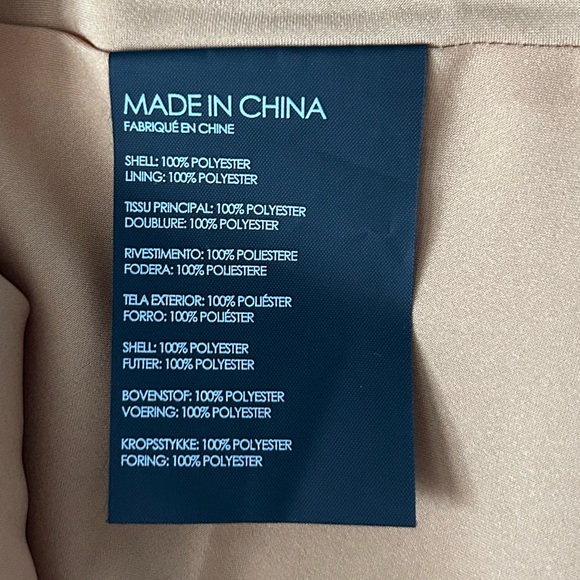 MADE IN CHINA
FABRIQUÉ EN CHINE
SHELL: 100% POLYESTER
LINING: 100% POLYESTER
TISSU PRINCIPAL: 100% POLYESTER
DOUBLURE: 100% POLYESTER
RIVESTIMENTO: 100% POLIESTERE
FODERA: 100% POLIESTERE
TELA EXTERIOR: 100% POLIÉSTER
FORRO: 100% POLIÉSTER
SHELL: 100% POLYESTER
FUTTER: 100% POLYESTER
BOVENSTOF: 100% POLYESTER
VOERING: 100% POLYESTER
KROPSSTYKKE: 100% POLYESTER
FORING: 100% POLYESTER